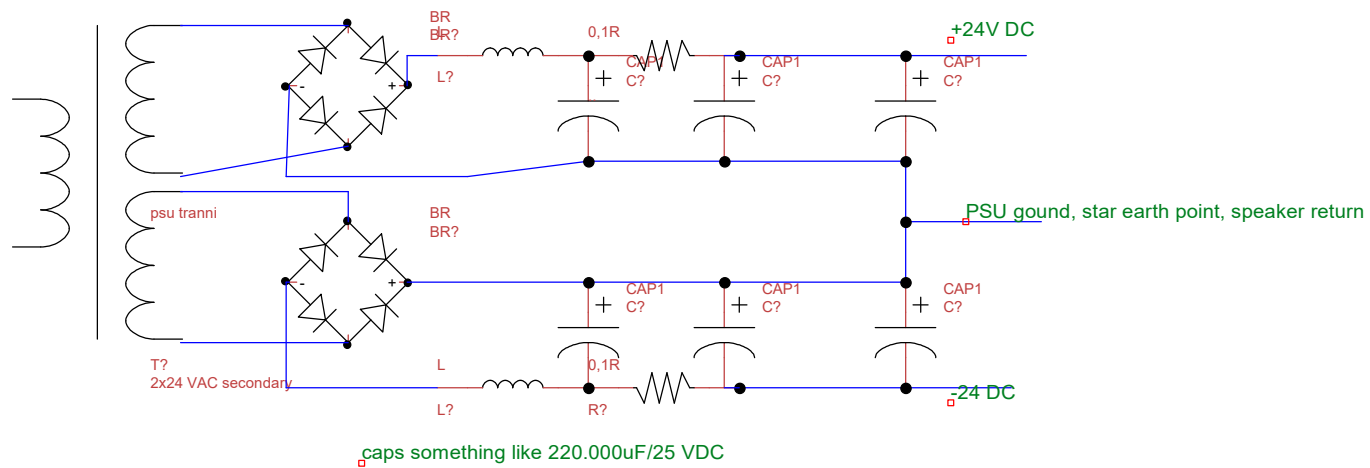 BR
L
BR?
0,1R
+24V DC
L?
CAP1
C?
+
CAP1
C?
+
CAP1
C?
+
-
+
psu tranni
BR
BR?
PSU gound, star earth point, speaker return
-
+
CAP1
C?
+
CAP1
C?
+
CAP1
C?
+
T?
2x24 VAC secondary
L
0,1R
L?
R?
-24 DC
caps something like 220.000uF/25 VDC